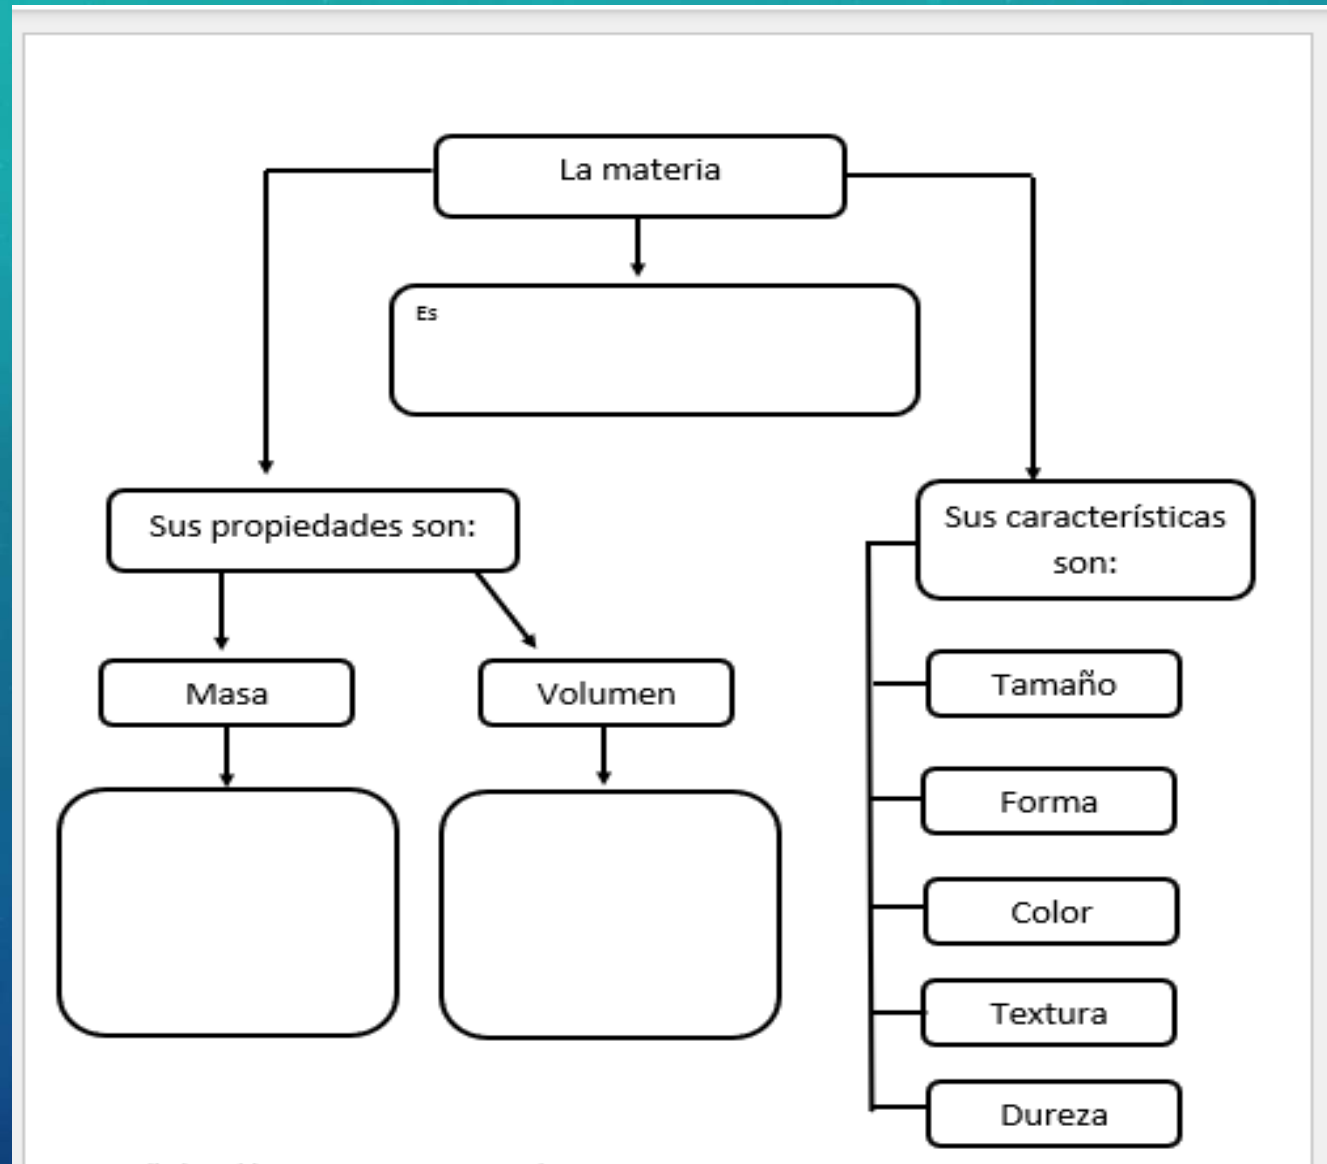 La materia
Es
Sus propiedades son:
Sus características
son:
Masa
Volumen
Tamaño
Forma
Color
Textura
Dureza